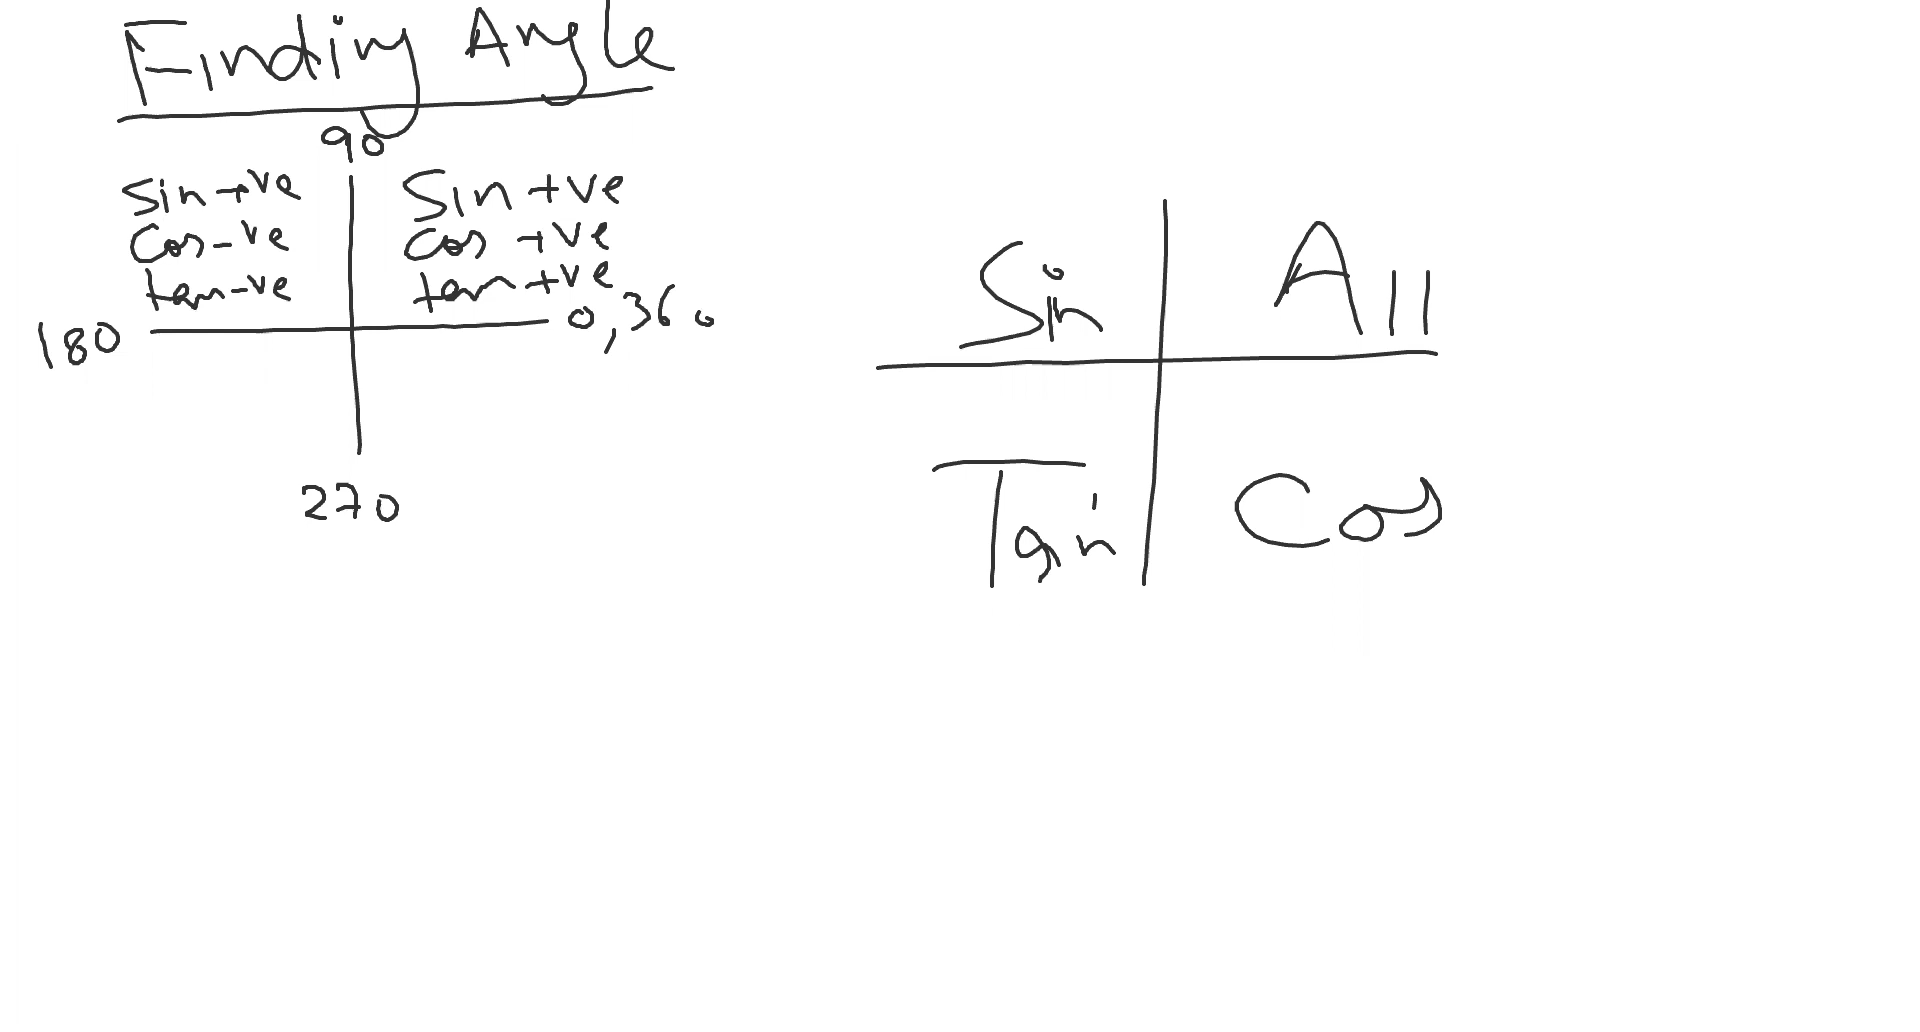 Finding Angle
90
Sin +ve
Cos -ve
tan -ve
Sin +ve
Cos +ve
tan +ve
180
0, 360
270
Sin
All
Tan
Cos